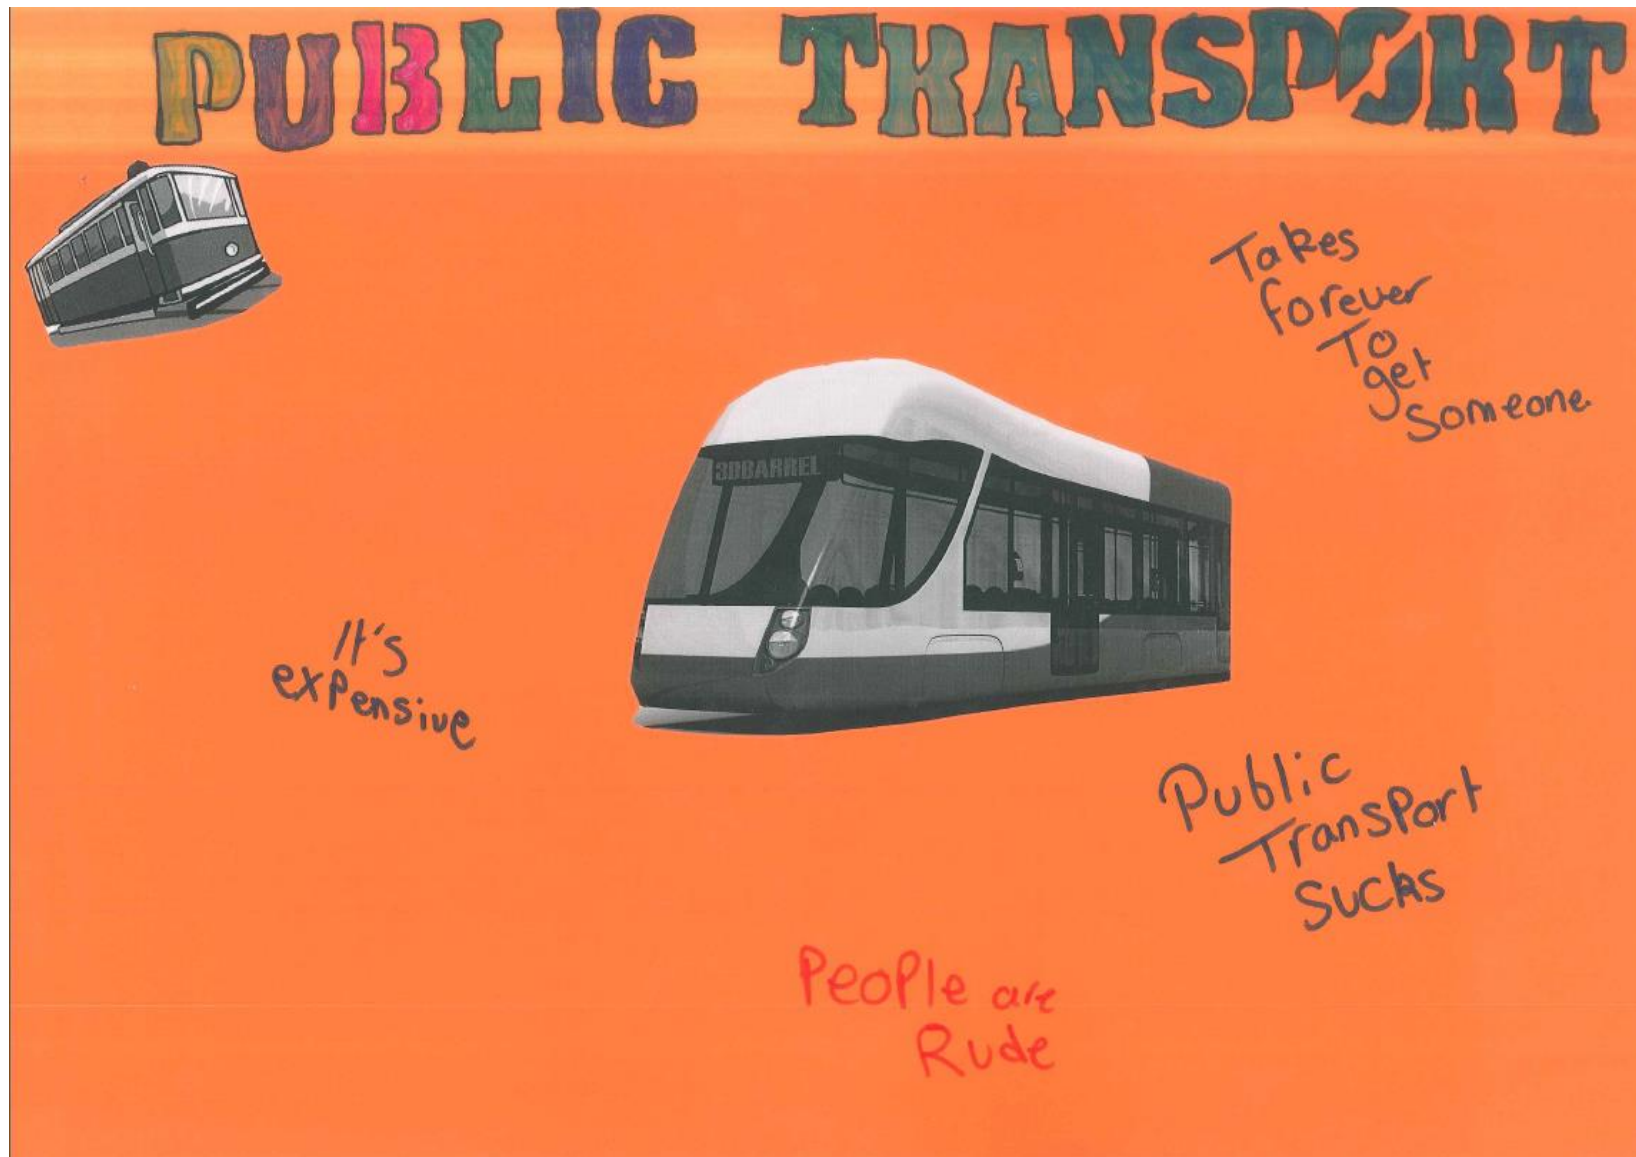 PUBLIC TRANSPORT
Takes
forever
To
get
someone.
3DBARREL
It's
expensive
Public
Transport
sucks
People are
Rude